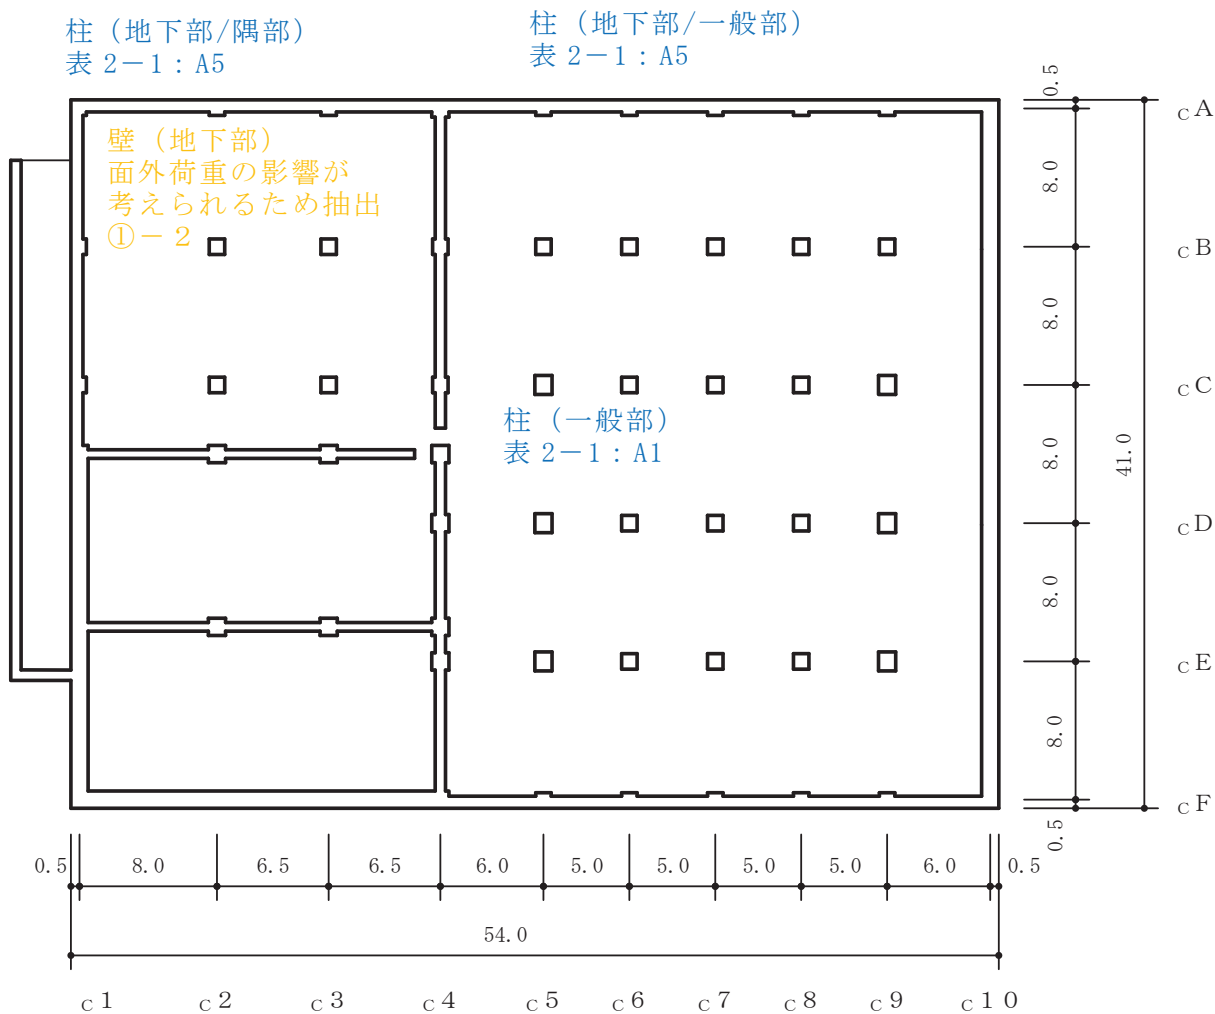 柱（地下部/隅部）
表 2－1：A5
柱（地下部/一般部）
表 2－1：A5
壁（地下部）
面外荷重の影響が
考えられるため抽出
①－２
柱（一般部）
表 2－1：A1
0.5
8.0
8.0
8.0
8.0
8.0
0.5
41.0
cA
cB
cC
cD
cE
cF
0.5 8.0 6.5 6.5 6.0 5.0 5.0 5.0 5.0 6.0 0.5
54.0
c1 c2 c3 c4 c5 c6 c7 c8 c9 c10